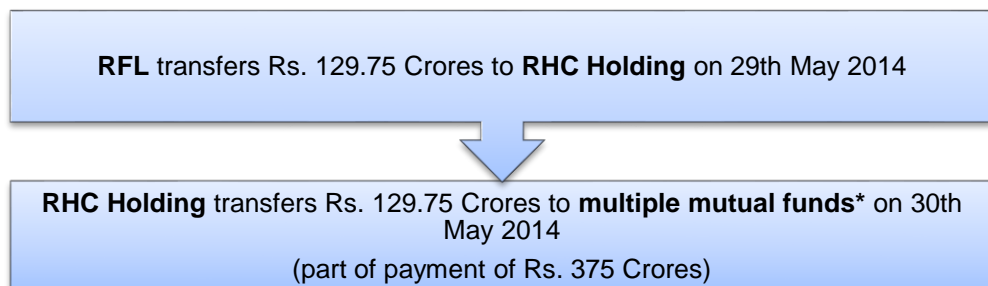 RFL transfers Rs. 129.75 Crores to RHC Holding on 29th May 2014
RHC Holding transfers Rs. 129.75 Crores to multiple mutual funds* on 30th
May 2014
(part of payment of Rs. 375 Crores)